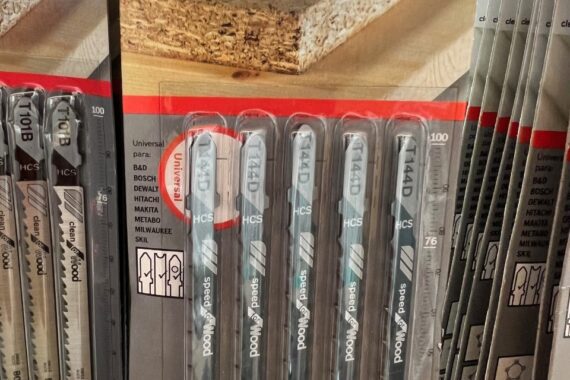 T101B
HCS
T101B
HCS
clean for Wood
clean for Wood
100
76
Universal
para:
B&D
BOSCH
DEWALT
HITACHI
MAKITA
METABO
MILWAUKEE
SKIL
Universal
T144D
HCS
speed for Wood
T144D
HCS
speed for Wood
T144D
HCS
speed for Wood
T144D
HCS
speed for Wood
T144D
HCS
speed for Wood
100
76
Universal
para:
B&D
BOSCH
DEWALT
HITACHI
MAKITA
METABO
MILWAUKEE
SKIL